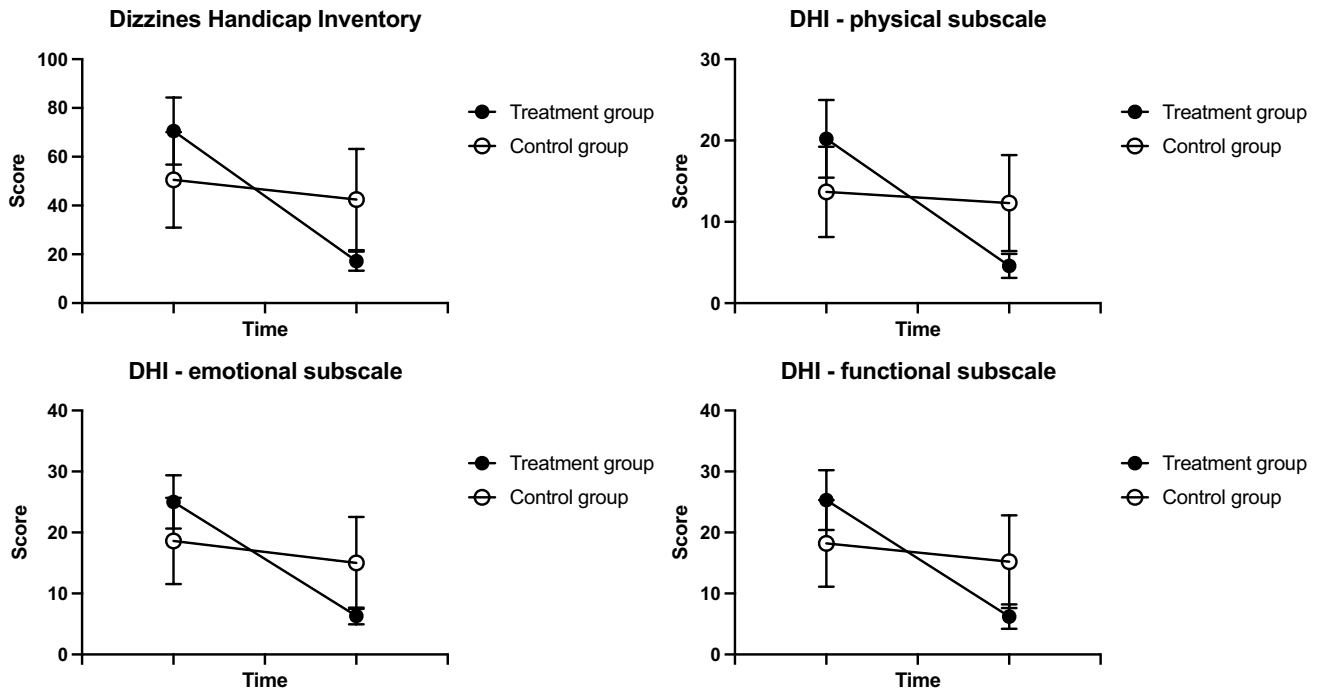 Dizzines Handicap Inventory
100
80
60
40
20
0
Score
Time
Treatment group
Control group
DHI - physical subscale
30
20
10
0
Score
Time
Treatment group
Control group
DHI - emotional subscale
40
30
20
10
0
Score
Time
Treatment group
Control group
DHI - functional subscale
40
30
20
10
0
Score
Time
Treatment group
Control group